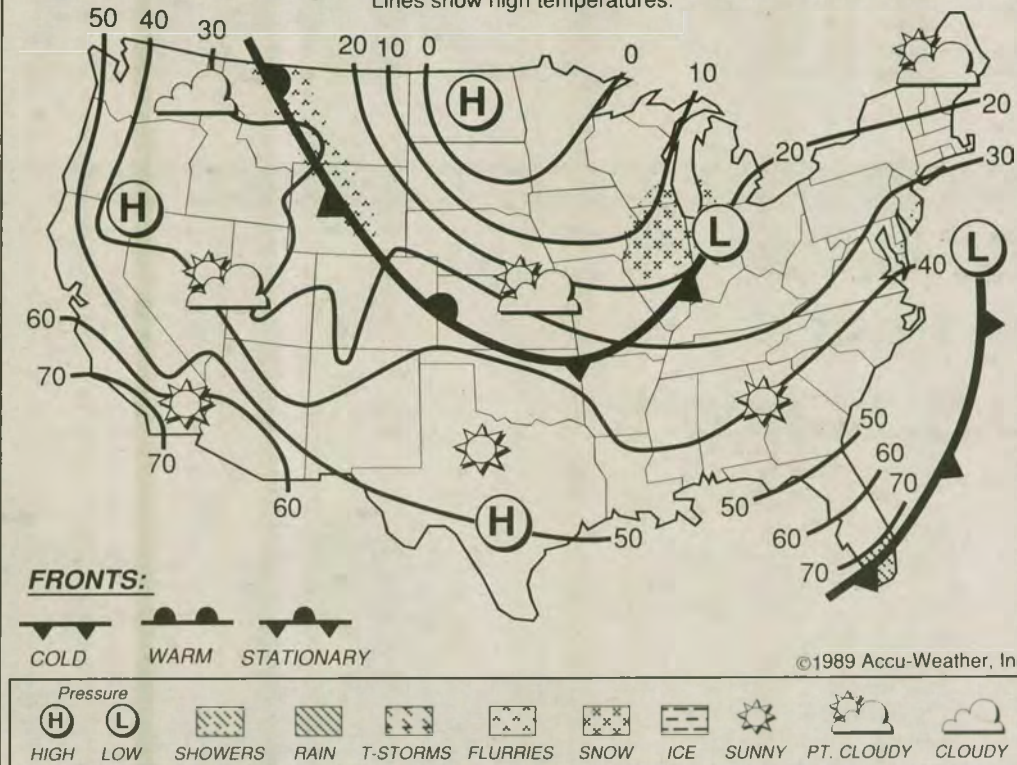 Lines show high temperatures.
50 40 30 20 10 0 0 10
20
20
30
H
H
L
L
40
60
70
70
60
H
50
50
50
60
60
70
70
FRONTS:
COLD WARM STATIONARY
©1989 Accu-Weather, In
Pressure
H L
HIGH LOW SHOWERS RAIN T-STORMS FLURRIES SNOW ICE SUNNY PT. CLOUDY CLOUDY